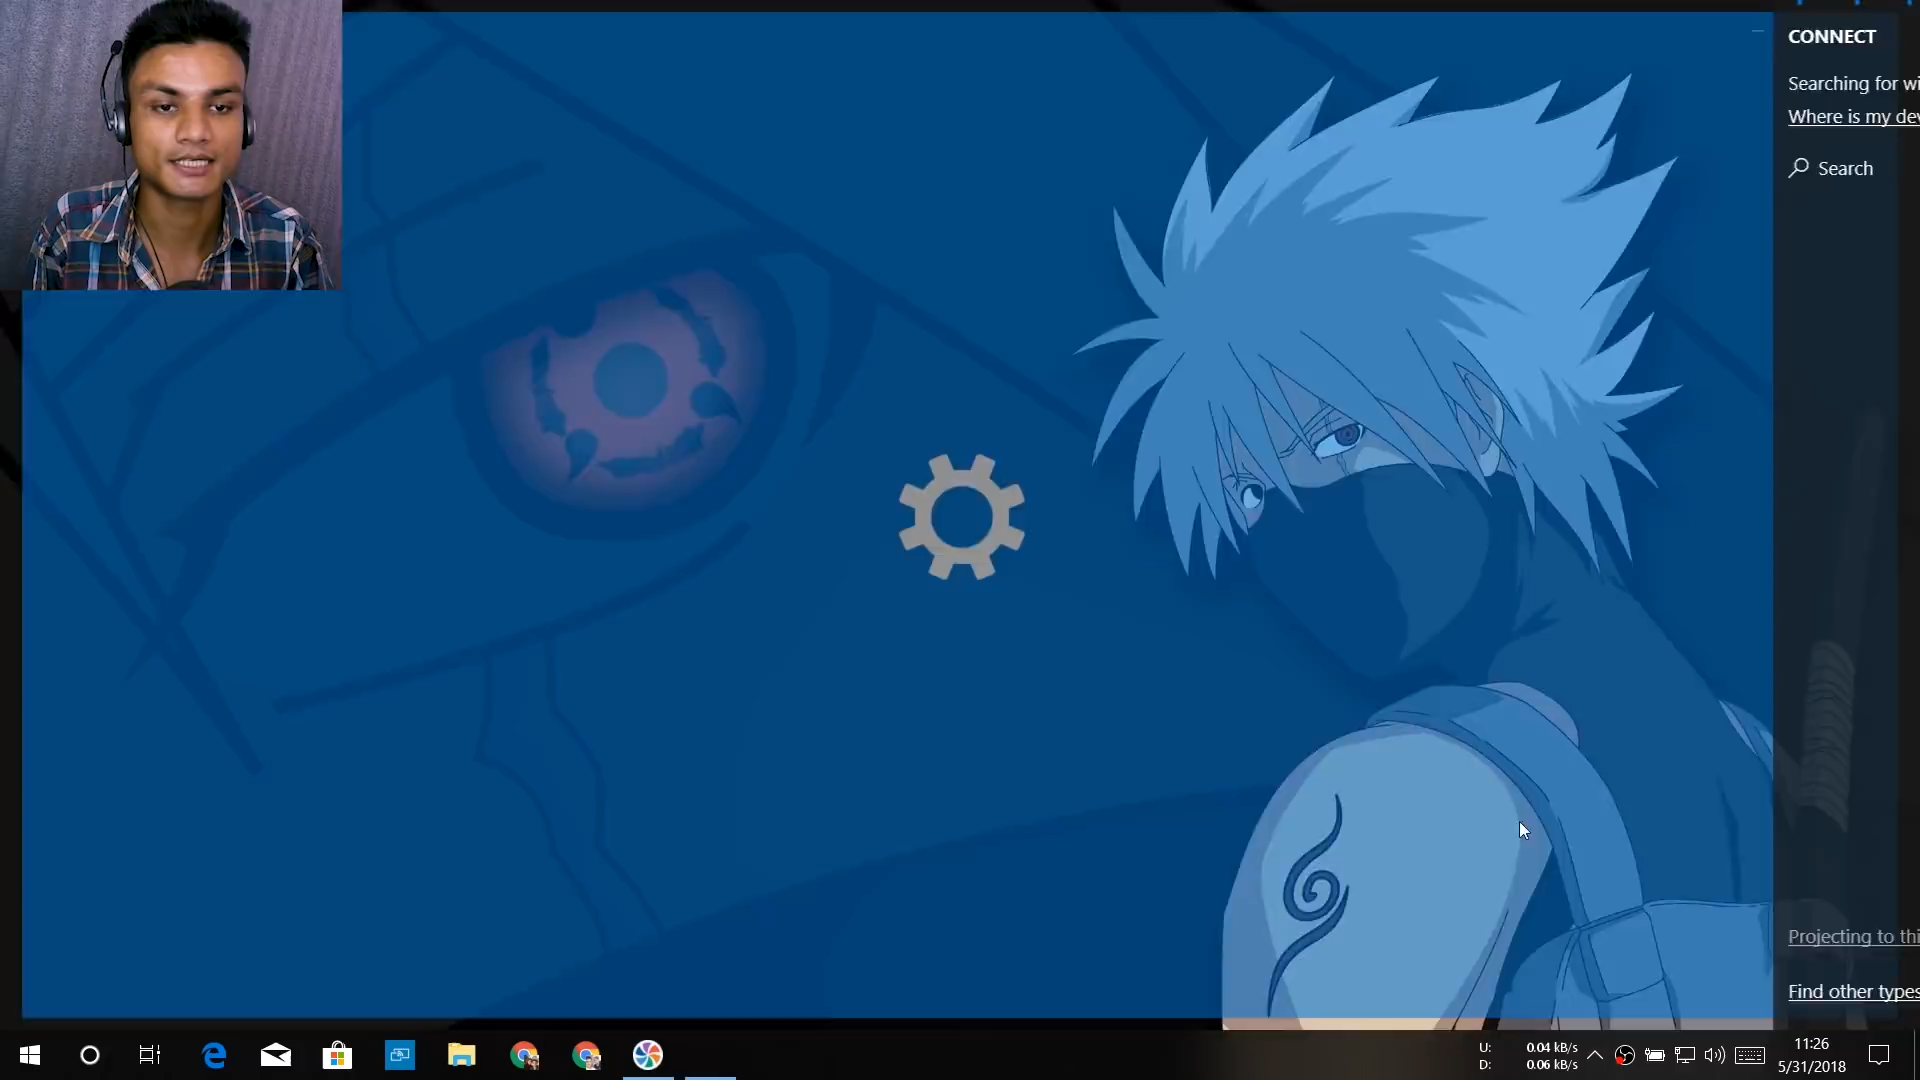 CONNECT
Searching for wi
Where is my dev
Search
Projecting to thi
Find other types
U: 0.04 kB/s
D: 0.06 kB/s
11:26
5/31/2018